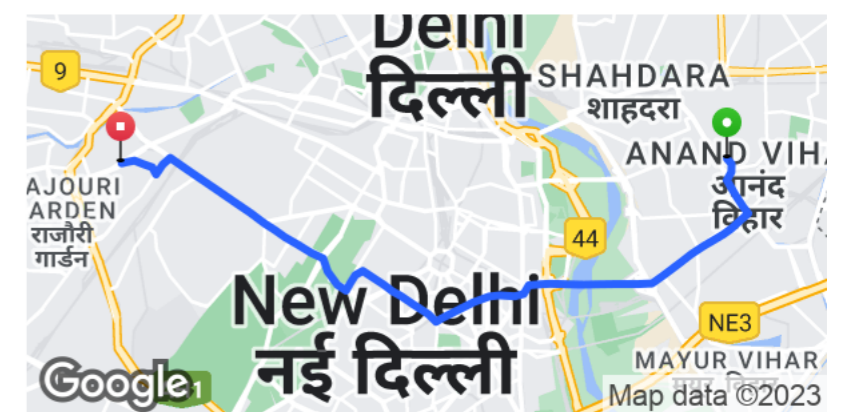 Delhi
दिल्ली
9
SHAHDARA
शाहदरा
ANAND VIHA
आनंद
विहार
AJOURI
ARDEN
राजौरी
गार्डन
44
New Delhi
नई दिल्ली
NE3
MAYUR VIHAR
मयूर विहार
Google
Map data ©2023